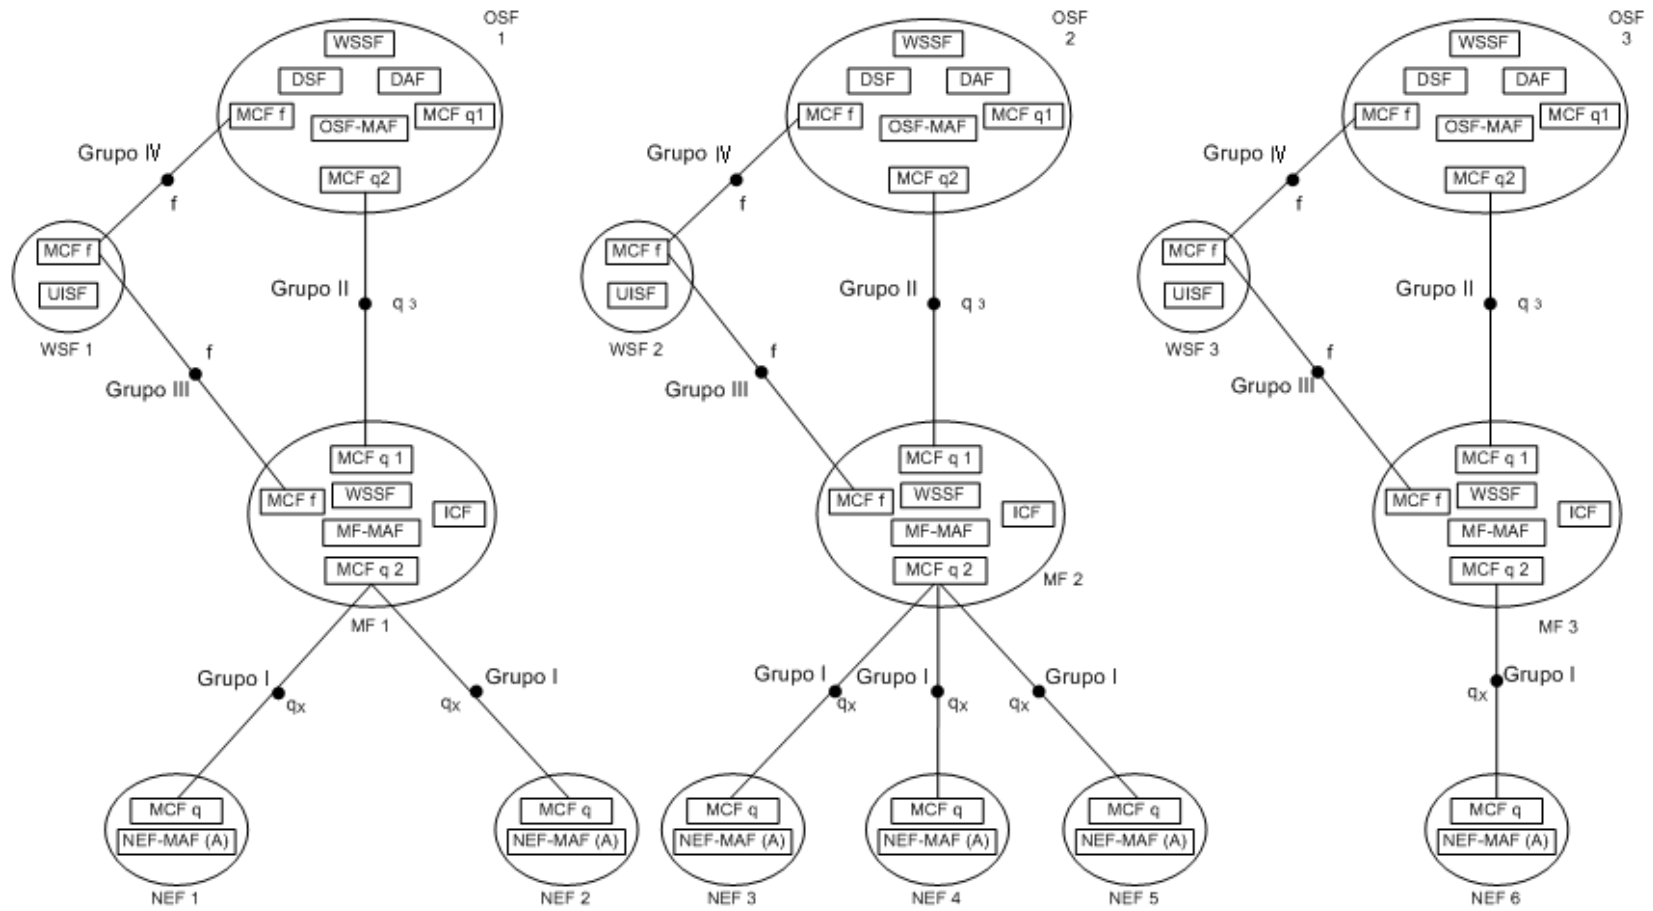 OSF
1
WSSF
DSF
DAF
MCF f
OSF-MAF
MCF q1
MCF q2
Grupo IV
f
MCF f
UISF
WSF 1
Grupo II
q 3
f
Grupo III
MCF q 1
WSSF
MCF f
ICF
MF-MAF
MCF q 2
MF 1
Grupo I
qx
Grupo I
qx
MCF q
NEF-MAF (A)
NEF 1
MCF q
NEF-MAF (A)
NEF 2
OSF
2
WSSF
DSF
DAF
MCF f
OSF-MAF
MCF q1
MCF q2
Grupo IV
f
MCF f
UISF
WSF 2
Grupo II
q 3
f
Grupo III
MCF q 1
WSSF
MCF f
ICF
MF-MAF
MCF q 2
MF 2
Grupo I
qx
Grupo I
qx
Grupo I
qx
MCF q
NEF-MAF (A)
NEF 3
MCF q
NEF-MAF (A)
NEF 4
MCF q
NEF-MAF (A)
NEF 5
OSF
3
WSSF
DSF
DAF
MCF f
OSF-MAF
MCF q1
MCF q2
Grupo IV
f
MCF f
UISF
WSF 3
Grupo II
q 3
f
Grupo III
MCF q 1
WSSF
MCF f
ICF
MF-MAF
MCF q 2
MF 3
Grupo I
qx
MCF q
NEF-MAF (A)
NEF 6